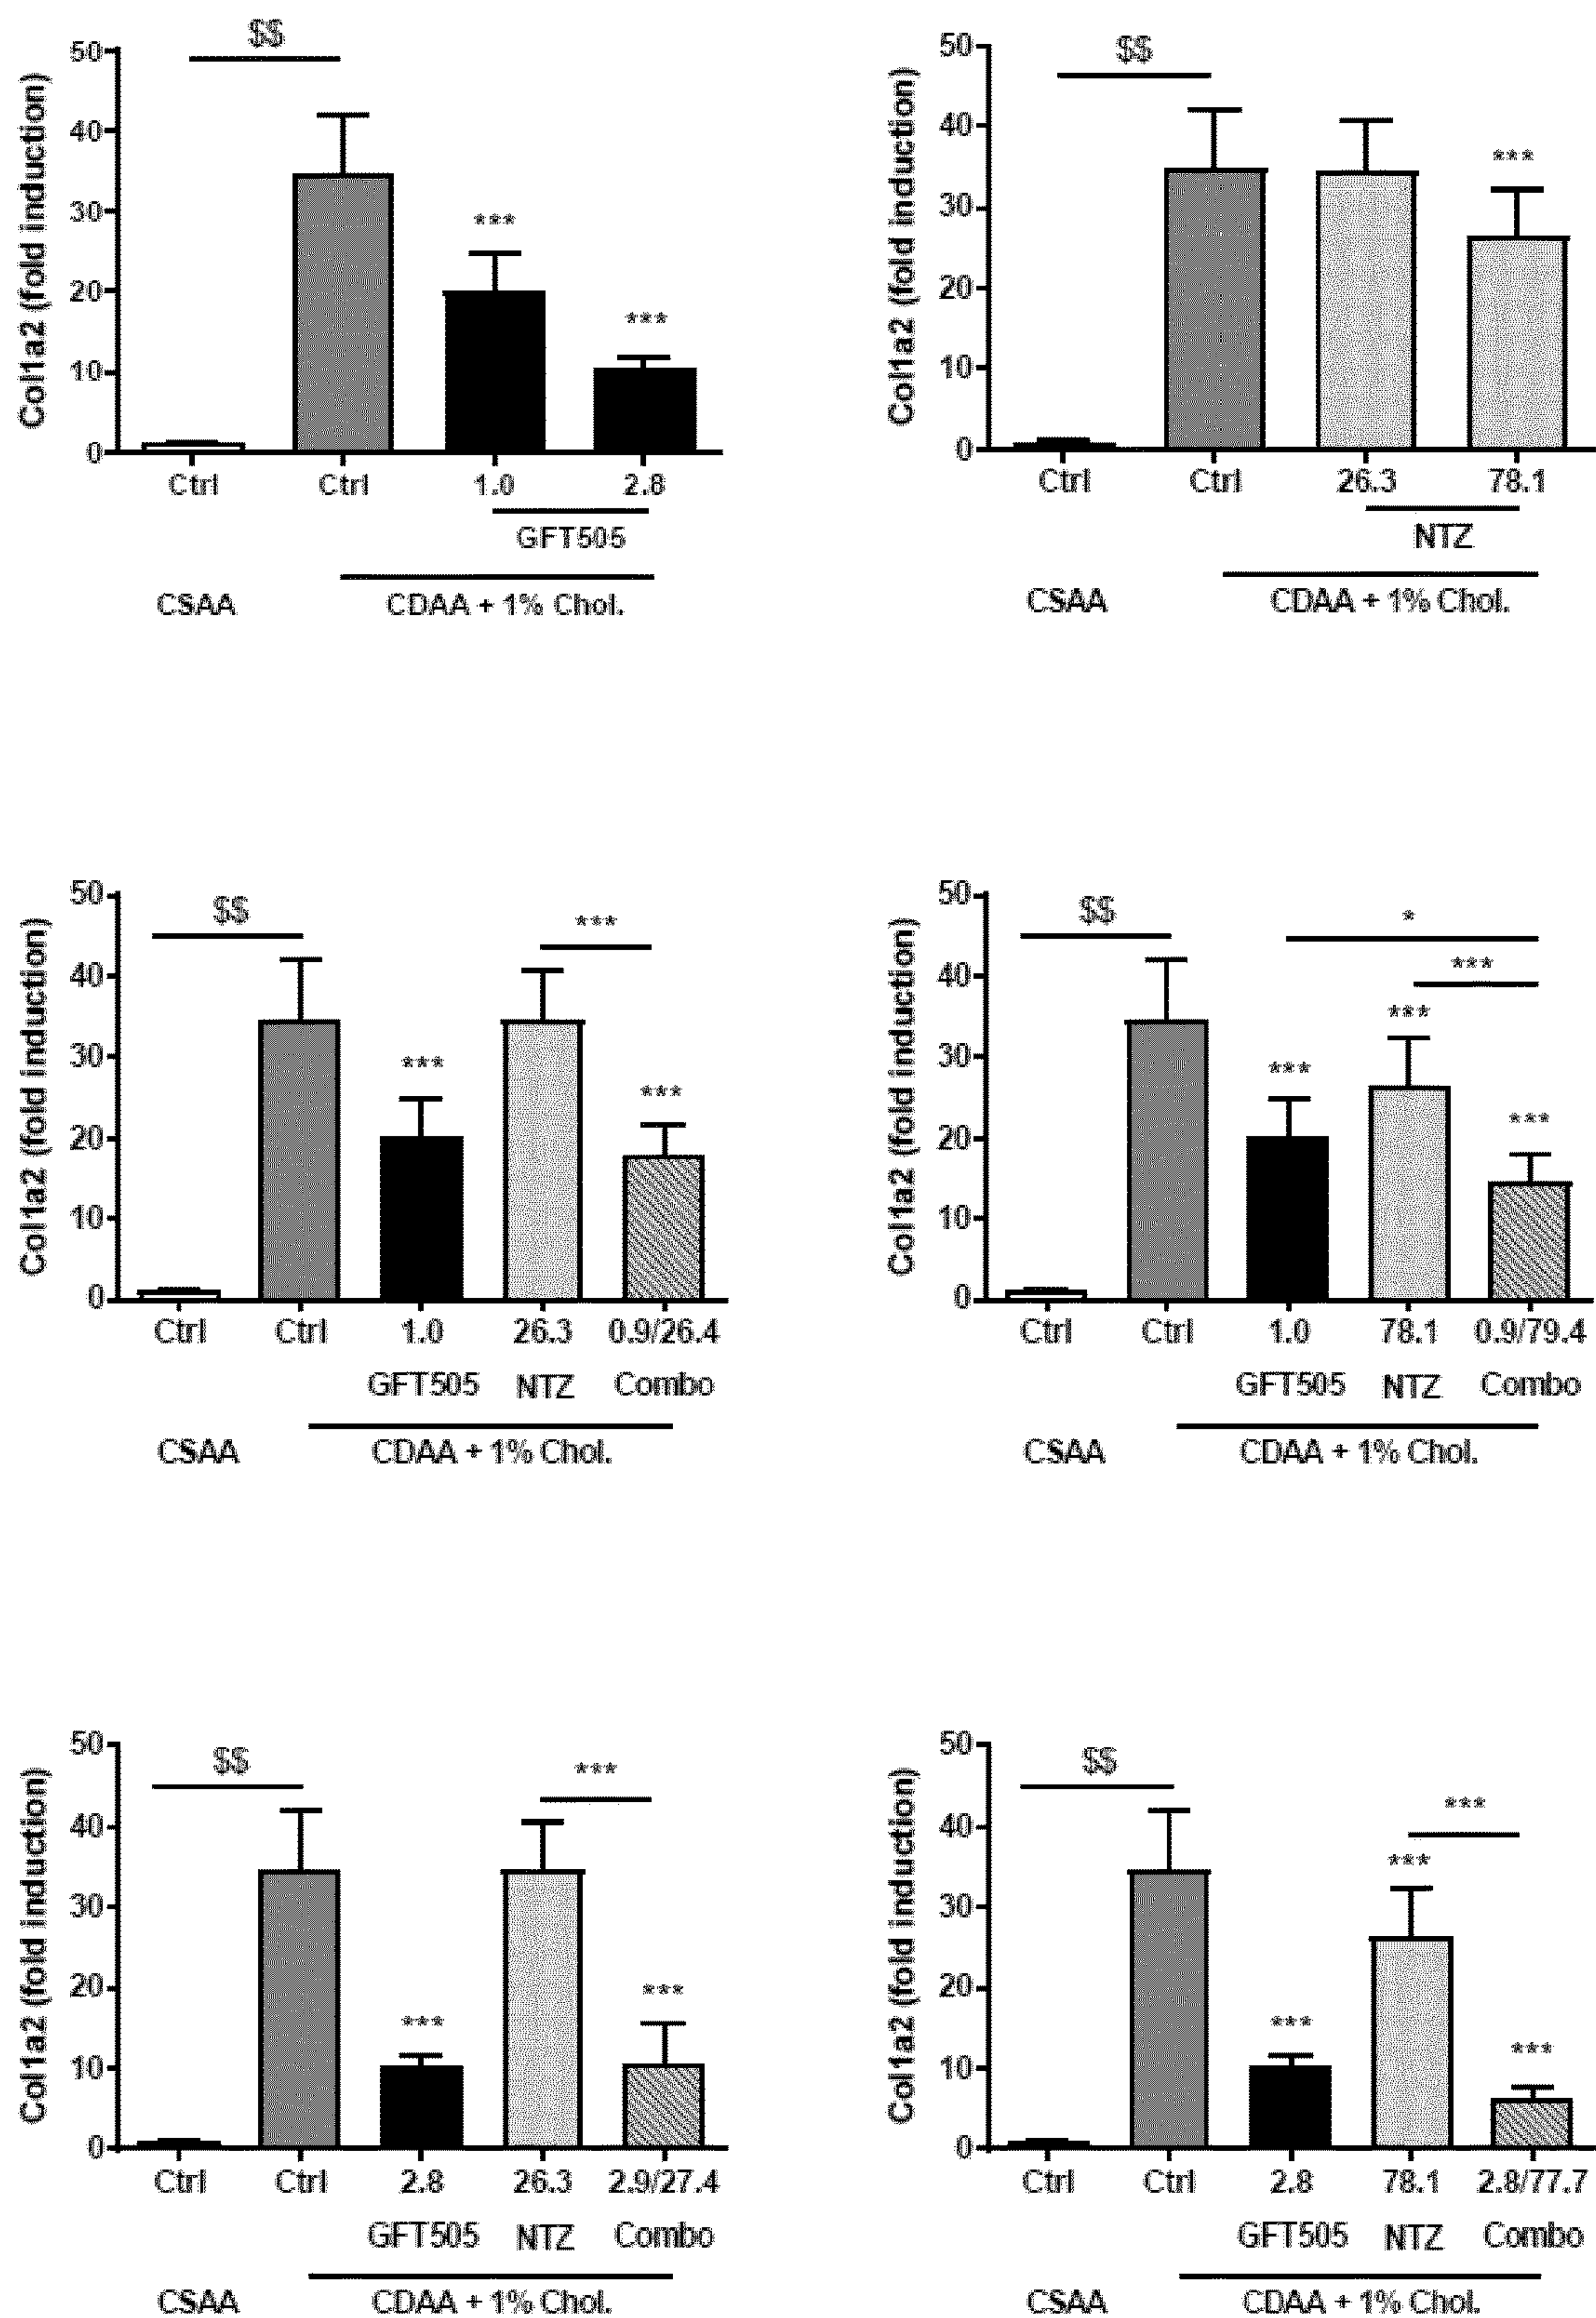 $$
Col1a2 (fold induction)
50
40
30
20
10
0
***
***
Ctrl Ctrl 1.0 2.8
GFT505
CSAA CDAA + 1% Chol.
$$
Col1a2 (fold induction)
50
40
30
20
10
0
***
Ctrl Ctrl 26.3 78.1
NTZ
CSAA CDAA + 1% Chol.
$$
Col1a2 (fold induction)
50
40
30
20
10
0
***
***
***
Ctrl Ctrl 1.0 26.3 0.9/26.4
GFT505 NTZ Combo
CSAA CDAA + 1% Chol.
$$
Col1a2 (fold induction)
50
40
30
20
10
0
*
***
***
***
***
Ctrl Ctrl 1.0 78.1 0.9/79.4
GFT505 NTZ Combo
CSAA CDAA + 1% Chol.
$$
Col1a2 (fold induction)
50
40
30
20
10
0
***
***
***
Ctrl Ctrl 2.8 26.3 2.9/27.4
GFT505 NTZ Combo
CSAA CDAA + 1% Chol.
$$
Col1a2 (fold induction)
50
40
30
20
10
0
***
***
***
***
Ctrl Ctrl 2.8 78.1 2.8/77.7
GFT505 NTZ Combo
CSAA CDAA + 1% Chol.